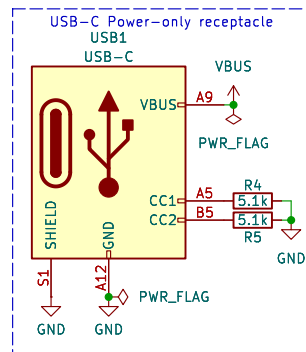 USB-C Power-only receptacle
USB1
USB-C
VBUS
VBUS
A9
PWR_FLAG
CC1
A5
R4
5.1k
CC2
B5
5.1k
R5
GND
SHIELD
GND
S1
A12
PWR_FLAG
GND
GND